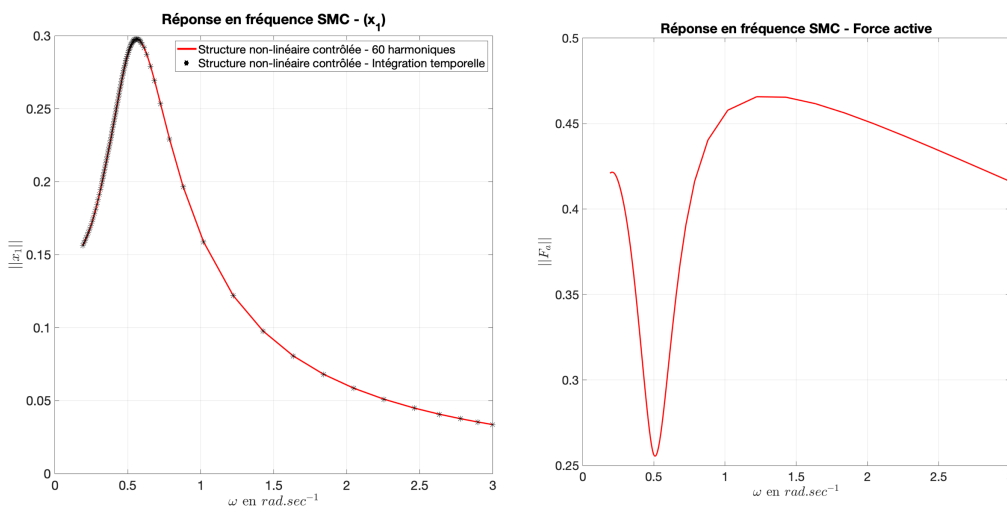 Réponse en fréquence SMC - (x₁)
0.3
0.25
0.2
0.15
0.1
0.05
0
||x₁||
Structure non-linéaire contrôlée - 60 harmoniques
Structure non-linéaire contrôlée - Intégration temporelle
0 0.5 1 1.5 2 2.5 3
ω en rad.sec⁻¹
Réponse en fréquence SMC - Force active
0.5
0.45
0.4
0.35
0.3
0.25
||Fₐ||
0 0.5 1 1.5 2 2.5
ω en rad.sec⁻¹